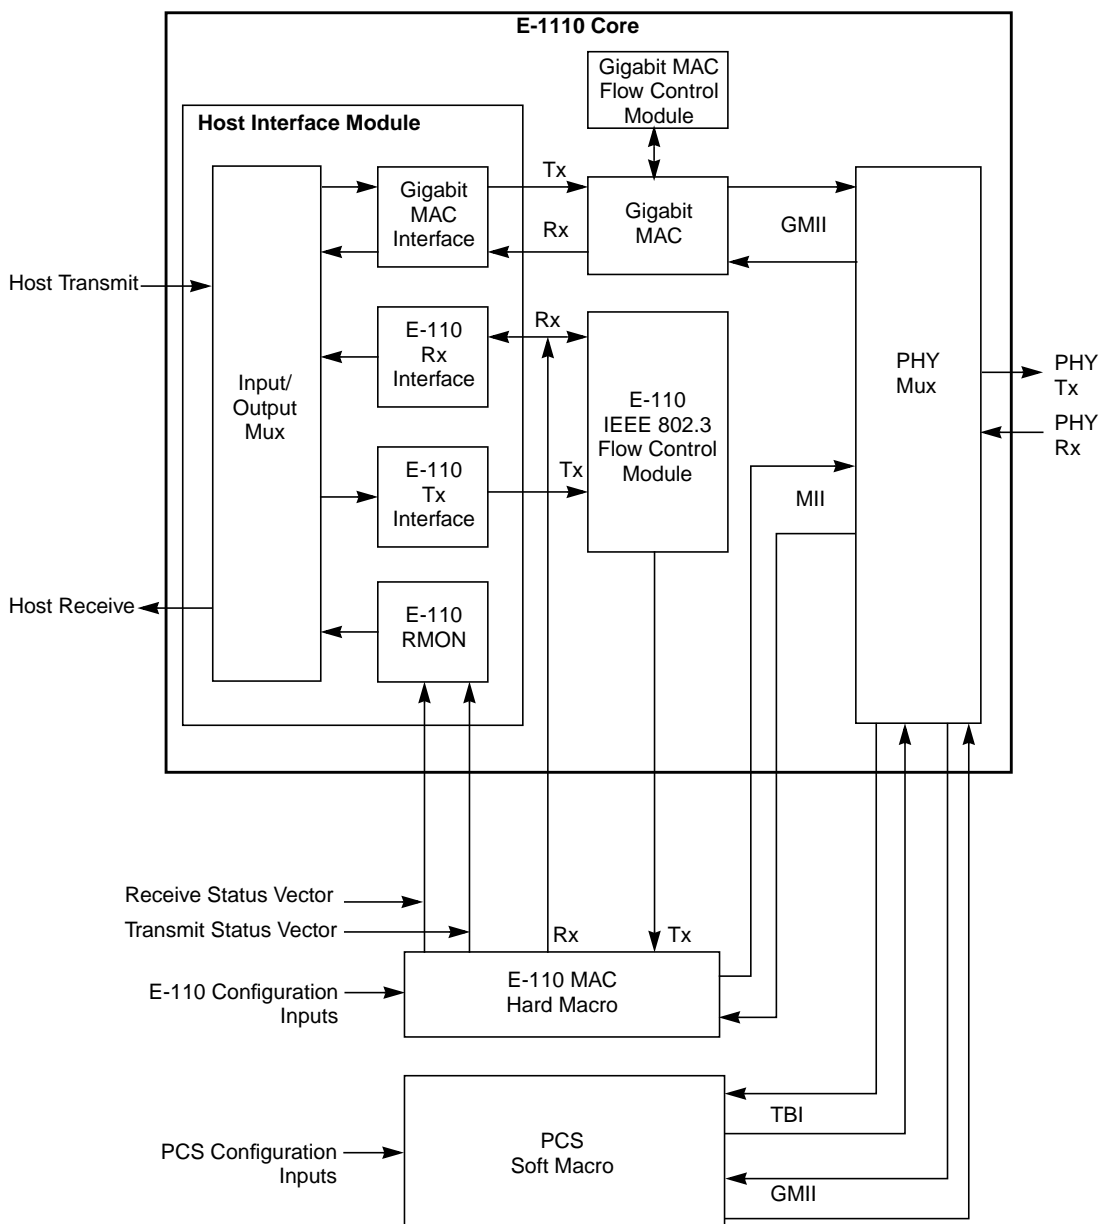 E-1110 Core
Gigabit MAC
Flow Control
Module
Host Interface Module
Tx
Gigabit
MAC
Interface
Gigabit
MAC
GMII
Rx
Host Transmit
E-110
Rx
Interface
Rx
Input/
Output
Mux
E-110
IEEE 802.3
Flow Control
Module
PHY
Mux
PHY
Tx
PHY
Rx
E-110
Tx
Interface
Tx
MII
Host Receive
E-110
RMON
Receive Status Vector
Transmit Status Vector
Rx
Tx
E-110 Configuration
Inputs
E-110 MAC
Hard Macro
TBI
PCS Configuration
Inputs
PCS
Soft Macro
GMII